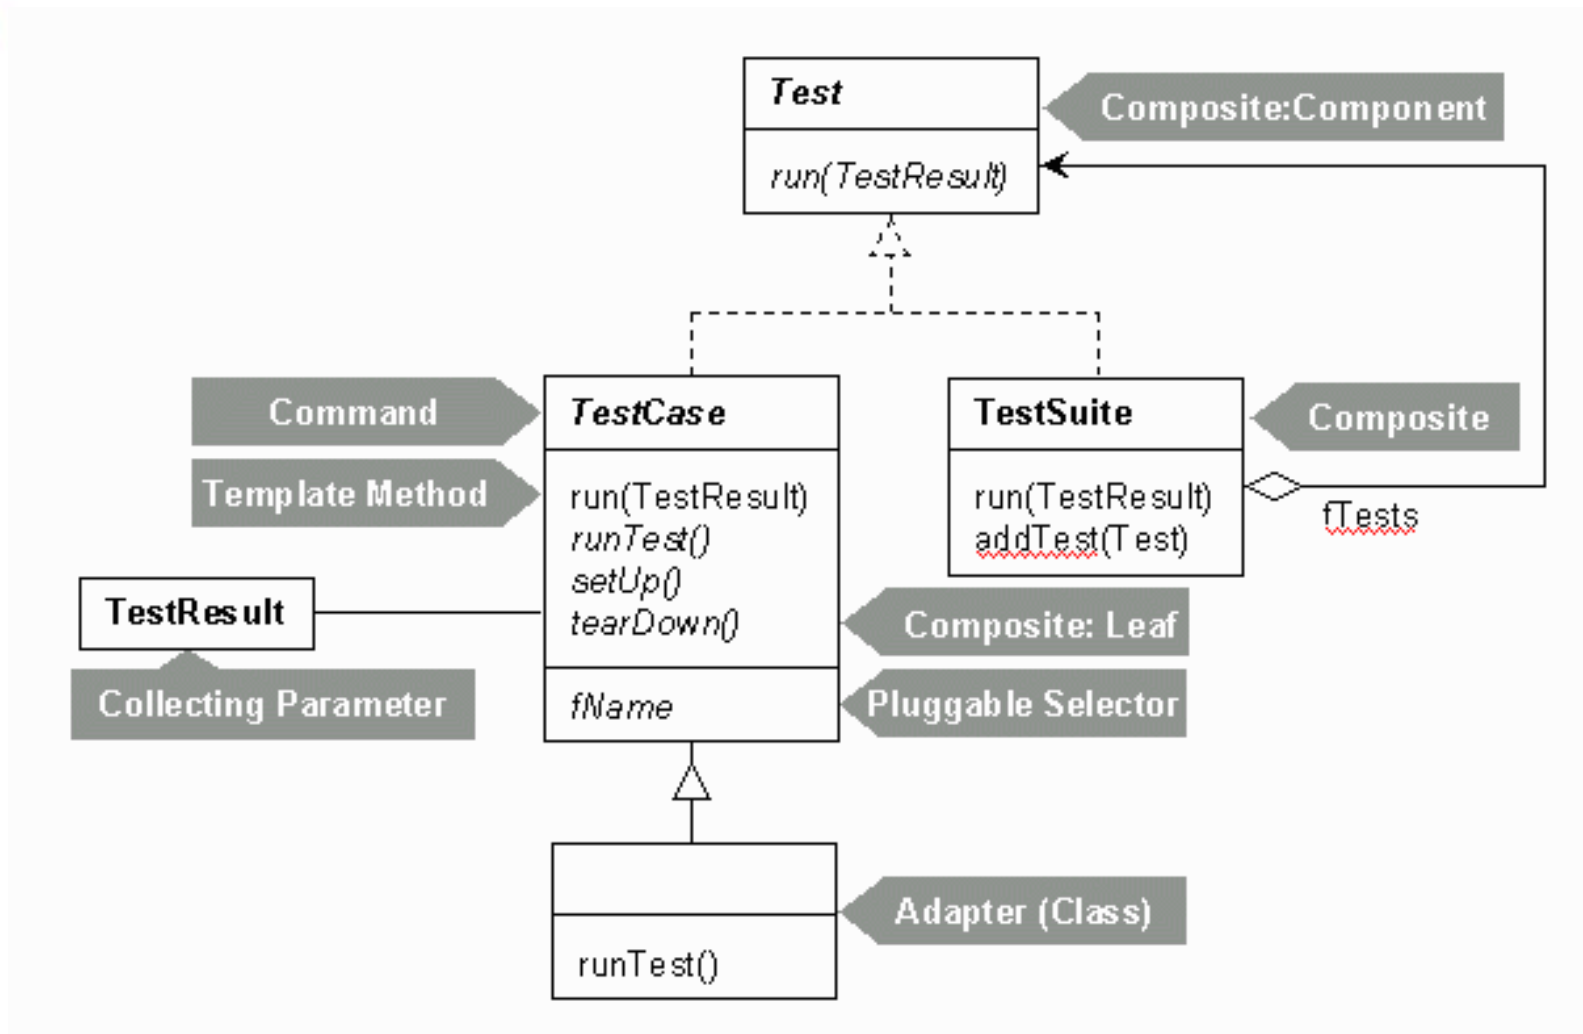 Test
Composite:Component
run(TestResult)
Command
TestCase
TestSuite
Composite
Template Method
run(TestResult)
runTest()
setUp()
tearDown()
run(TestResult)
addTest(Test)
fTests
TestResult
Composite: Leaf
Collecting Parameter
fName
Pluggable Selector
Adapter (Class)
runTest()